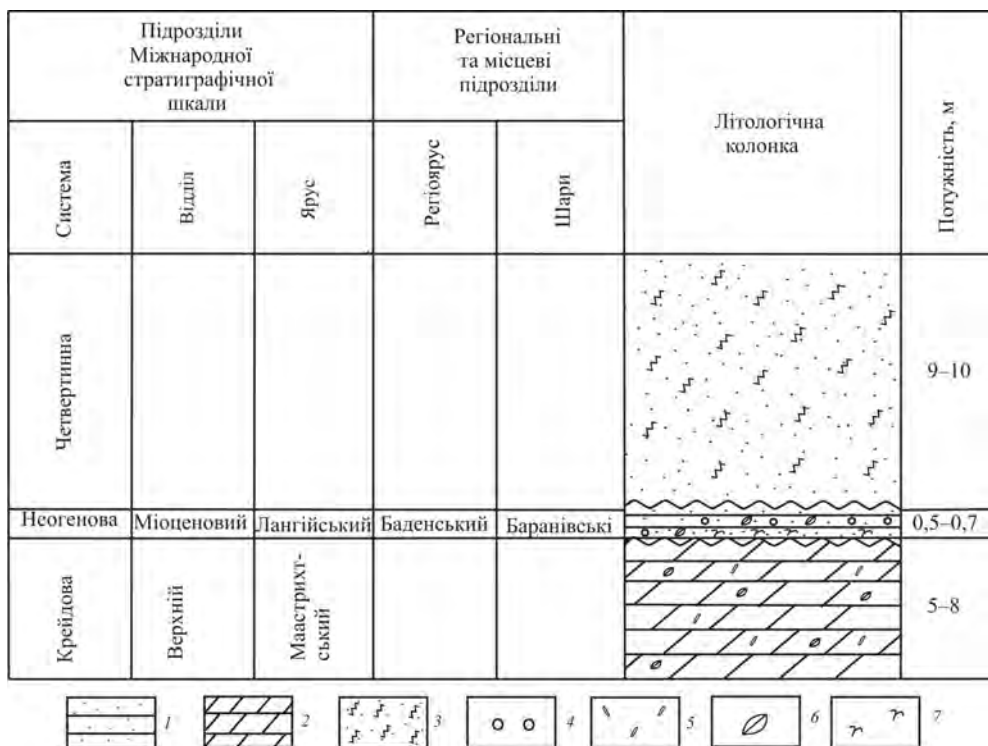 Підрозділи
Міжнародної
стратиграфічної
шкали
Регіональні
та місцеві
підрозділи
Літологічна
колонка
Потужність, м
Система
Відділ
Ярус
Регіоярус
Шари
Четвертинна
9–10
Неогенова
Міоценовий
Лангійський
Баденський
Баранівські
0,5–0,7
Крейдова
Верхній
Маастрихт-
ський
5–8
1
2
3
4
5
6
7